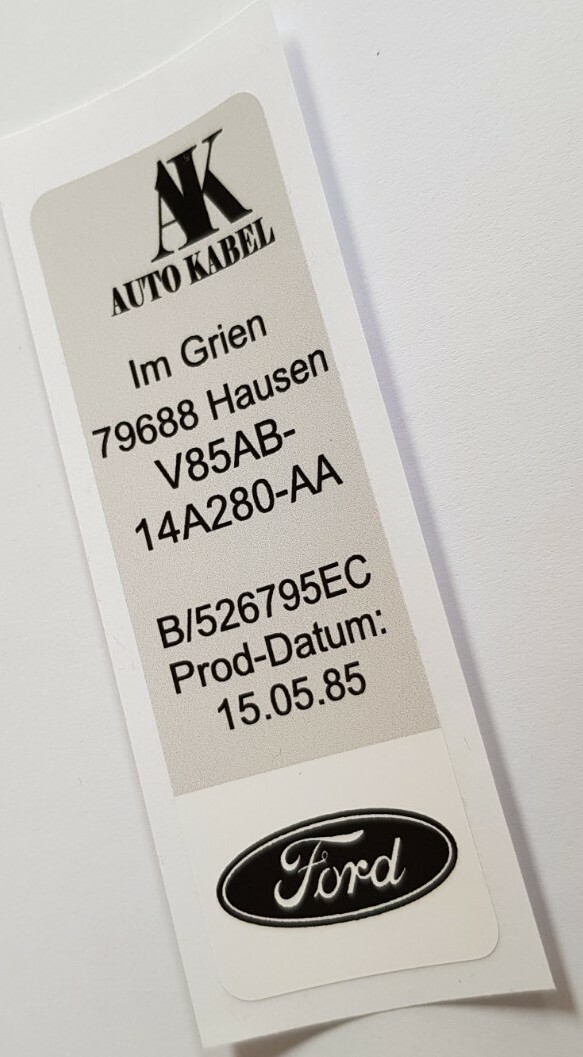 AK
AUTO KABEL
Im Grien
79688 Hausen
V85AB-
14A280-AA
B/526795EC
Prod-Datum:
15.05.85
Ford